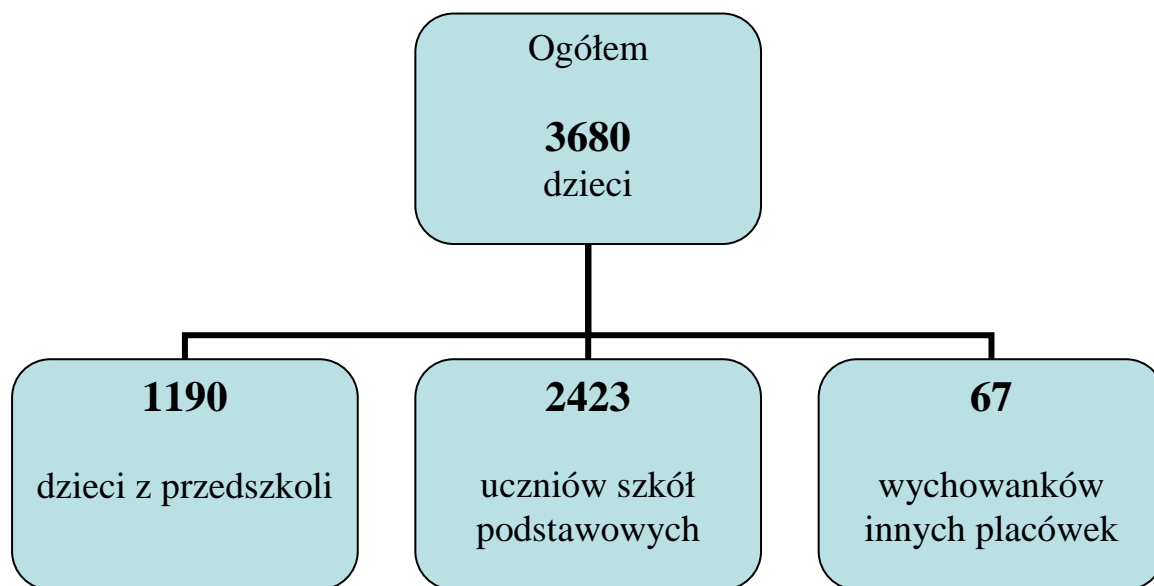 Ogółem
3680
dzieci
1190
dzieci z przedszkoli
2423
uczniów szkół
podstawowych
67
wychowanków
innych placówek